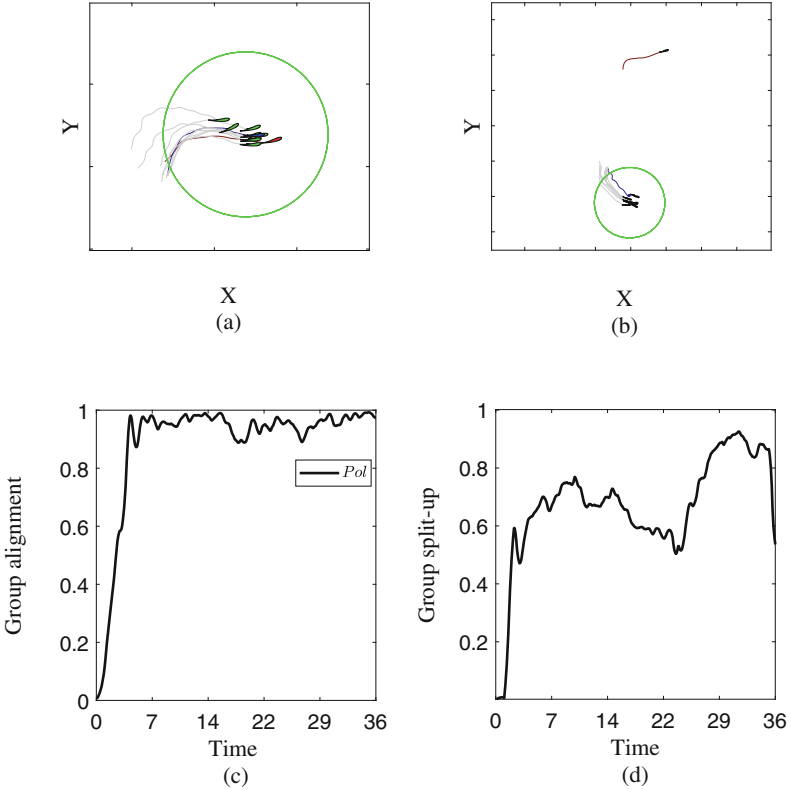 Y
X
(a)
Y
X
(b)
Group alignment
1
0.8
0.6
0.4
0.2
0
Pol
0 7 14 22 29 36
Time
(c)
Group split-up
1
0.8
0.6
0.4
0.2
0 7 14 22 29 36
Time
(d)